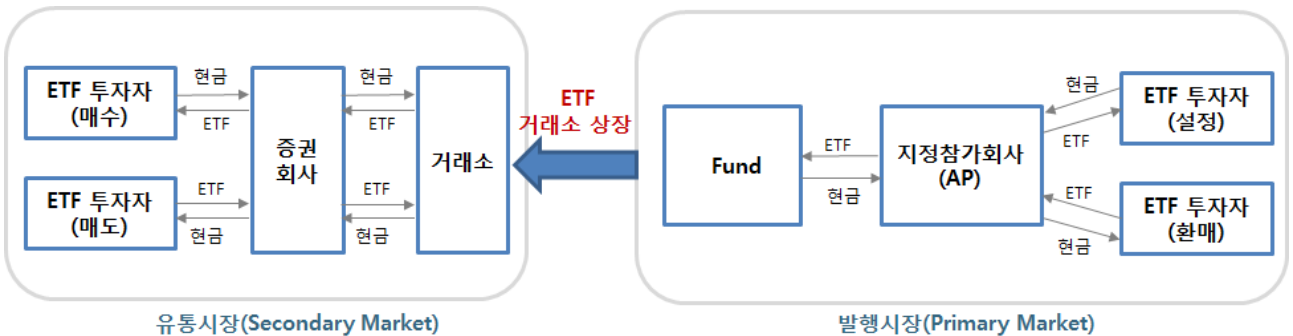 ETF 투자자
(매수)
현금
ETF
ETF 투자자
(매도)
ETF
현금
증권
회사
현금
ETF
ETF
현금
거래소
ETF
거래소 상장
Fund
ETF
현금
지정참가회사
(AP)
현금
ETF
ETF
현금
ETF 투자자
(설정)
ETF 투자자
(환매)
유통시장(Secondary Market)
발행시장(Primary Market)